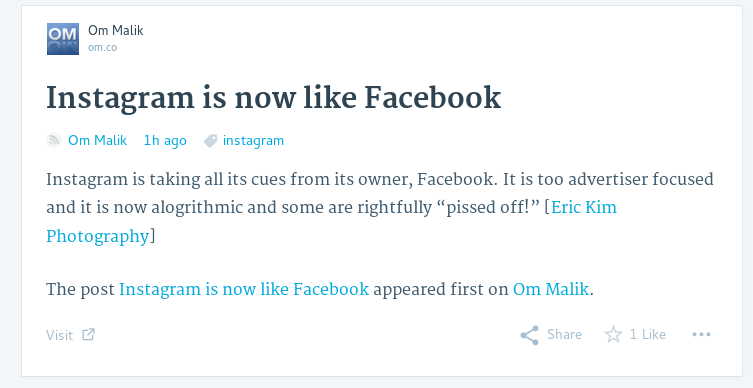 OM
Om Malik
om.co
Instagram is now like Facebook
Om Malik 1h ago instagram
Instagram is taking all its cues from its owner, Facebook. It is too advertiser focused
and it is now alogrithmic and some are rightfully “pissed off!” [Eric Kim
Photography]
The post Instagram is now like Facebook appeared first on Om Malik.
Visit Share 1 Like